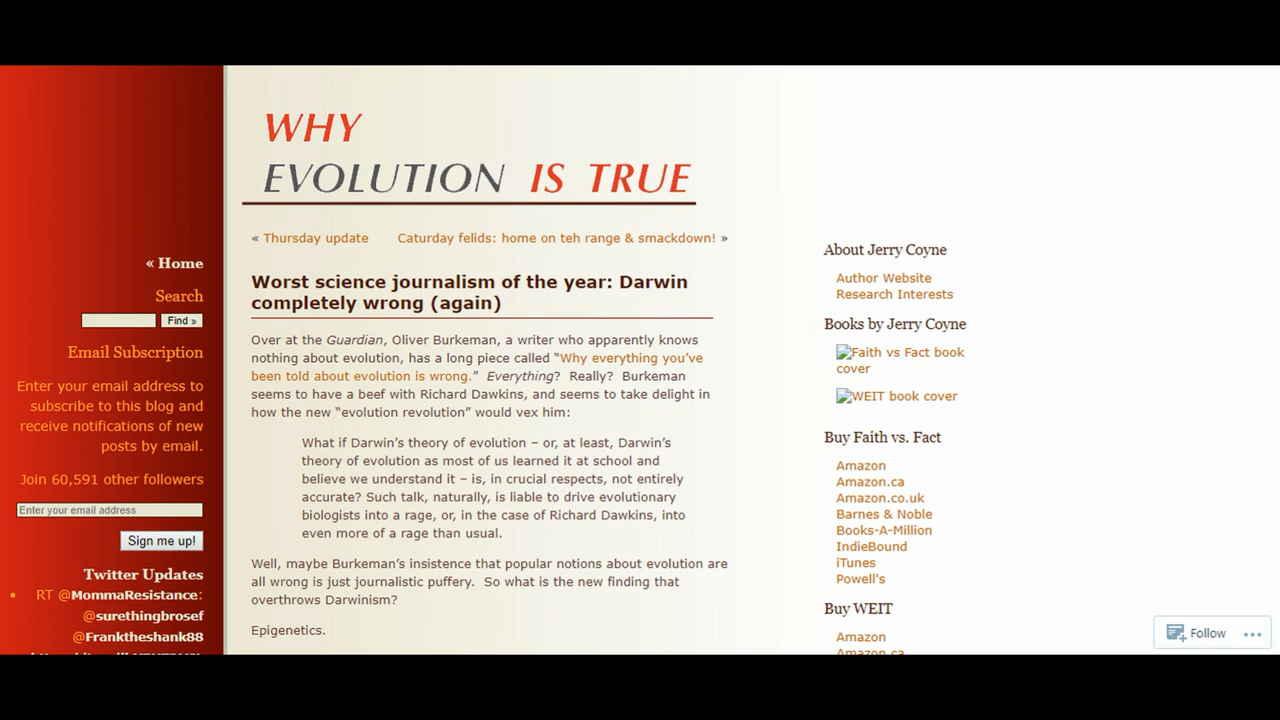 WHY
EVOLUTION IS TRUE
« Thursday update Caturday felids: home on teh range & smackdown! »
« Home
Search
Find »
Email Subscription
Enter your email address to
subscribe to this blog and
receive notifications of new
posts by email.
Join 60,591 other followers
Enter your email address
Sign me up!
Twitter Updates
• RT @MommaResistance:
@surethingbrosef
@Franktheshank88
Worst science journalism of the year: Darwin
completely wrong (again)
Over at the Guardian, Oliver Burkeman, a writer who apparently knows
nothing about evolution, has a long piece called “Why everything you’ve
been told about evolution is wrong.” Everything? Really? Burkeman
seems to have a beef with Richard Dawkins, and seems to take delight in
how the new “evolution revolution” would vex him:
What if Darwin’s theory of evolution – or, at least, Darwin’s
theory of evolution as most of us learned it at school and
believe we understand it – is, in crucial respects, not entirely
accurate? Such talk, naturally, is liable to drive evolutionary
biologists into a rage, or, in the case of Richard Dawkins, into
even more of a rage than usual.
Well, maybe Burkeman’s insistence that popular notions about evolution are
all wrong is just journalistic puffery. So what is the new finding that
overthrows Darwinism?
Epigenetics.
About Jerry Coyne
Author Website
Research Interests
Books by Jerry Coyne
Faith vs Fact book
cover
WEIT book cover
Buy Faith vs. Fact
Amazon
Amazon.ca
Amazon.co.uk
Barnes & Noble
Books-A-Million
IndieBound
iTunes
Powell's
Buy WEIT
Amazon
Amazon.ca
Follow